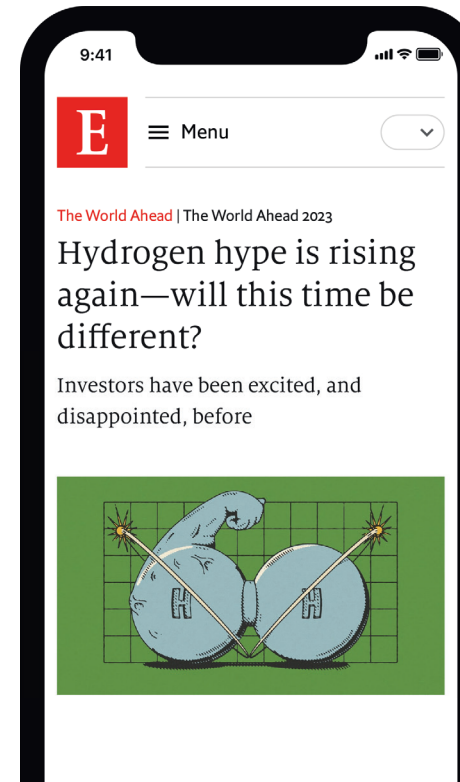 9:41
E
Menu
The World Ahead | The World Ahead 2023
Hydrogen hype is rising
again—will this time be
different?
Investors have been excited, and
disappointed, before
H H